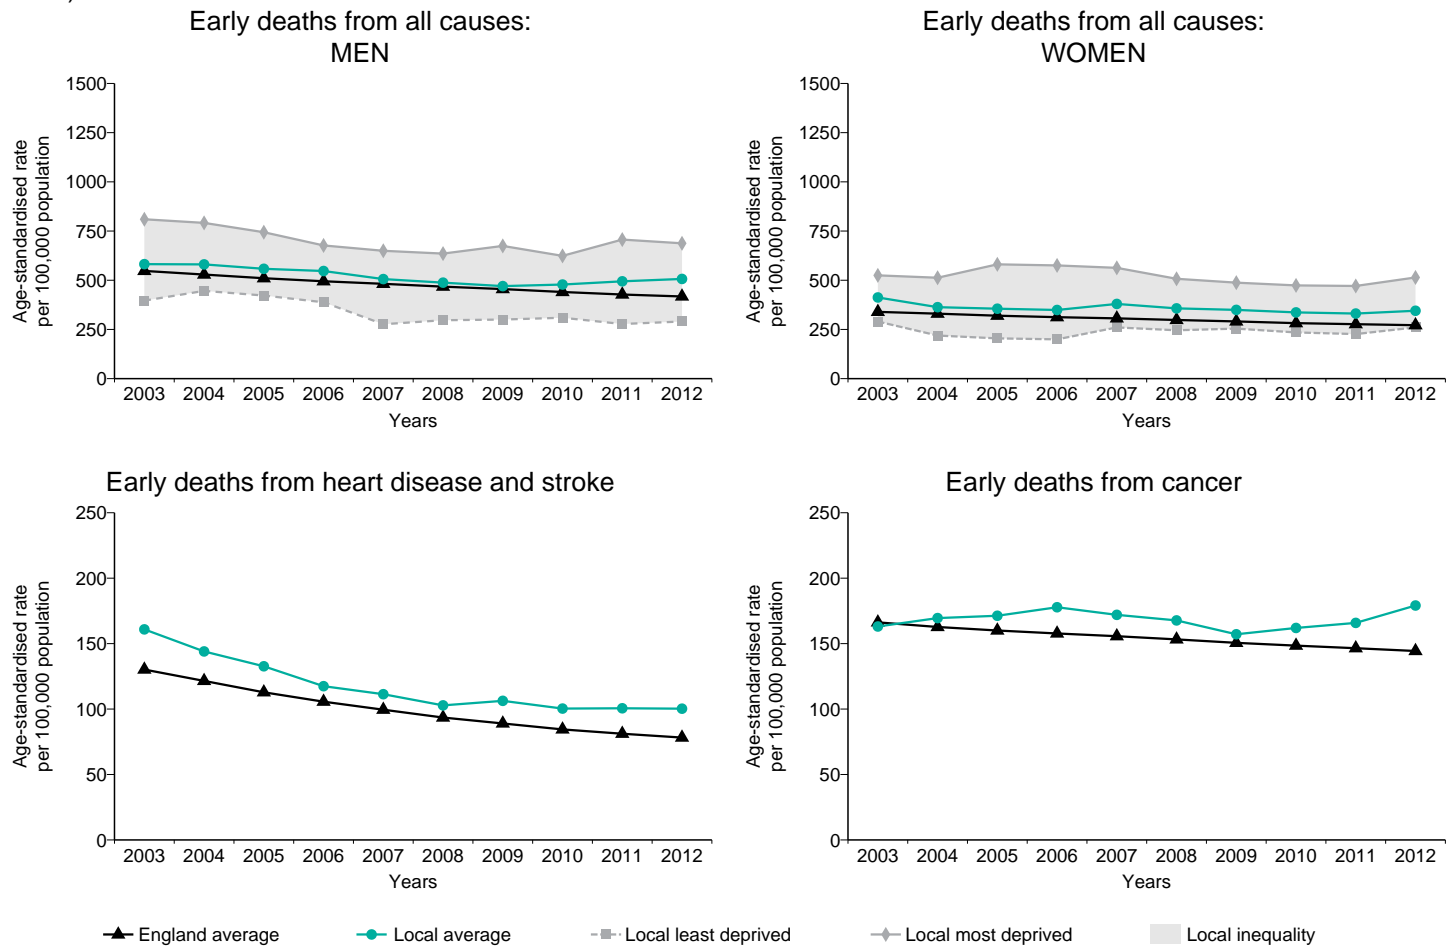 Early deaths from all causes:
MEN
Age-standardised rate
per 100,000 population
1500
1250
1000
750
500
250
0
2003 2004 2005 2006 2007 2008 2009 2010 2011 2012
Years
Early deaths from all causes:
WOMEN
Age-standardised rate
per 100,000 population
1500
1250
1000
750
500
250
0
2003 2004 2005 2006 2007 2008 2009 2010 2011 2012
Years
Early deaths from heart disease and stroke
Age-standardised rate
per 100,000 population
250
200
150
100
50
0
2003 2004 2005 2006 2007 2008 2009 2010 2011 2012
Years
Early deaths from cancer
Age-standardised rate
per 100,000 population
250
200
150
100
50
0
2003 2004 2005 2006 2007 2008 2009 2010 2011 2012
Years
England average
Local average
Local least deprived
Local most deprived
Local inequality